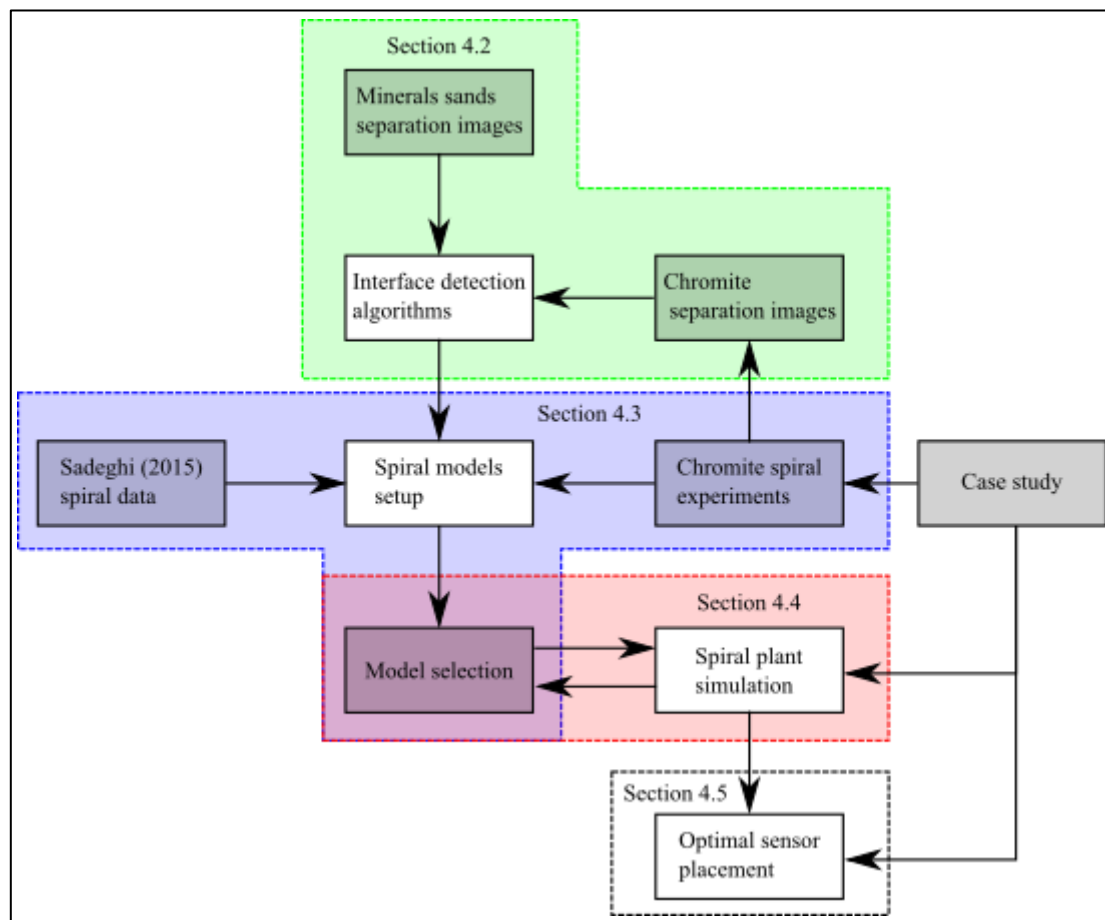 Section 4.2
Minerals sands
separation images
Interface detection
algorithms
Chromite
separation images
Section 4.3
Sadeghi (2015)
spiral data
Spiral models
setup
Chromite spiral
experiments
Case study
Section 4.4
Model selection
Spiral plant
simulation
Section 4.5
Optimal sensor
placement